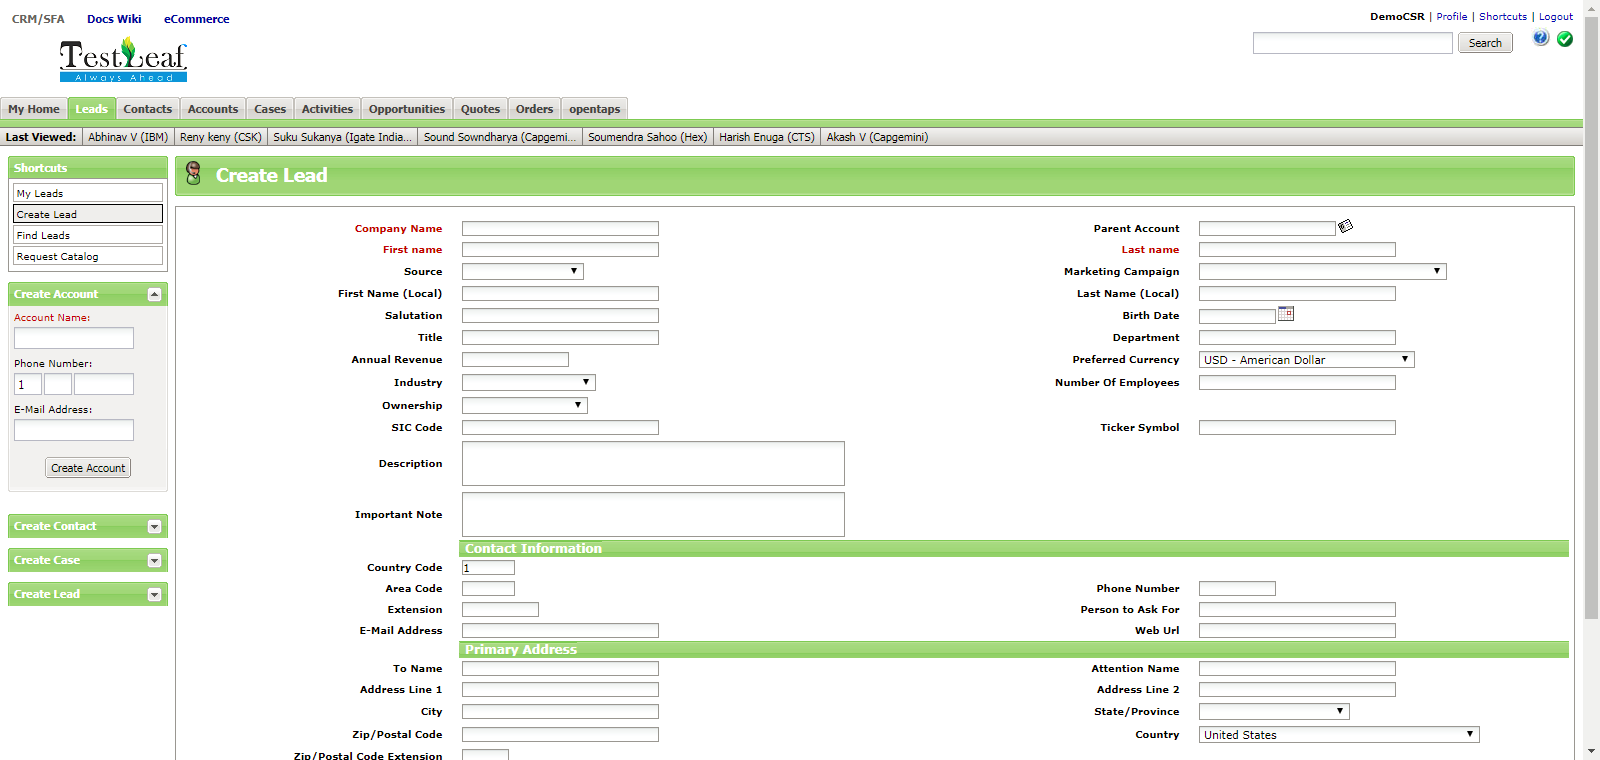 CRM/SFA Docs Wiki eCommerce
DemoCSR | Profile | Shortcuts | Logout
TestLeaf
Always Ahead
Search
My Home Leads Contacts Accounts Cases Activities Opportunities Quotes Orders opentaps
Last Viewed: Abhinav V (IBM) Reny keny (CSK) Suku Sukanya (Igate India... Sound Sowndharya (Capgemi... Soumendra Sahoo (Hex) Harish Enuga (CTS) Akash V (Capgemini)
Shortcuts
My Leads
Create Lead
Find Leads
Request Catalog
Create Account
Account Name:
Phone Number:
1
E-Mail Address:
Create Account
Create Contact
Create Case
Create Lead
Create Lead
Company Name Parent Account
First name Last name
Source Marketing Campaign
First Name (Local) Last Name (Local)
Salutation Birth Date
Title Department
Annual Revenue Preferred Currency USD - American Dollar
Industry Number Of Employees
Ownership
SIC Code Ticker Symbol
Description
Important Note
Contact Information
Country Code 1
Area Code Phone Number
Extension Person to Ask For
E-Mail Address Web Url
Primary Address
To Name Attention Name
Address Line 1 Address Line 2
City State/Province
Zip/Postal Code Country United States
Zip/Postal Code Extension